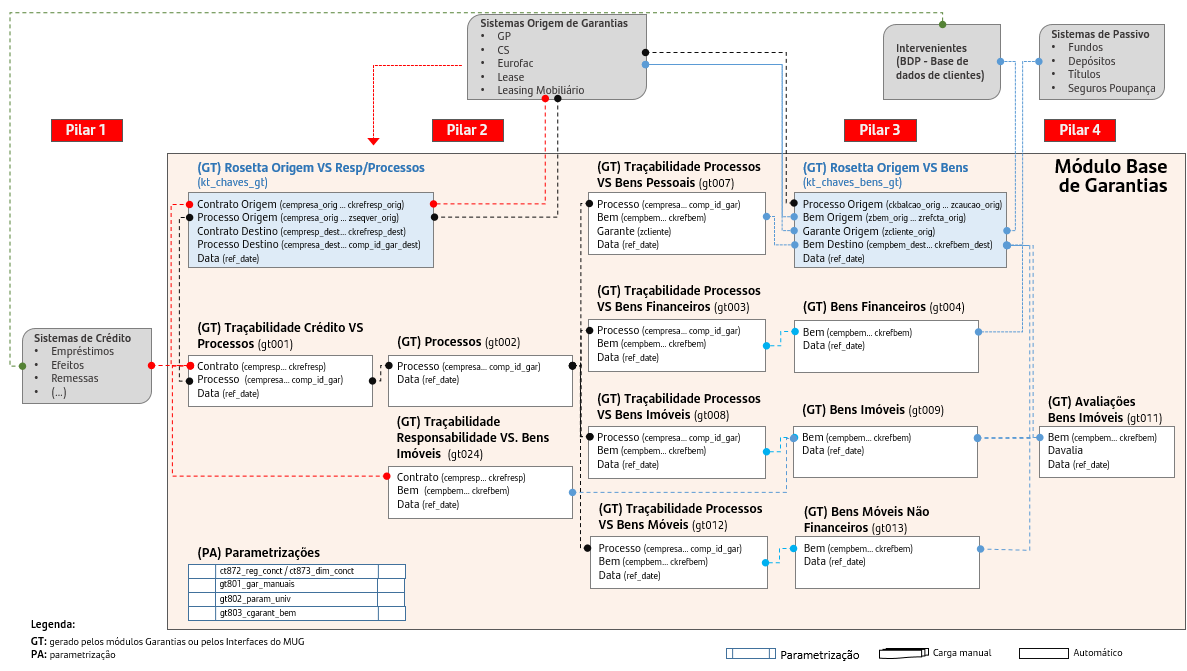 Sistemas Origem de Garantias
• GP
• CS
• Eurofac
• Lease
• Leasing Mobiliário
Intervenientes
(BDP - Base de
dados de clientes)
Sistemas de Passivo
• Fundos
• Depósitos
• Títulos
• Seguros Poupança
Pilar 1
Pilar 2
Pilar 3
Pilar 4
Módulo Base
de Garantias
(GT) Rosetta Origem VS Resp/Processos
(kt_chaves_gt)
Contrato Origem (cempresp_orig ... ckrefresp_orig)
Processo Origem (cempresa_orig ... zseqver_orig)
Contrato Destino (cempresp_dest... ckrefresp_dest)
Processo Destino (cempresa_dest... comp_id_gar_dest)
Data (ref_date)
(GT) Traçabilidade Processos
VS Bens Pessoais (gt007)
Processo (cempresa... comp_id_gar)
Bem (cempbem... ckrefbem)
Garante (zcliente)
Data (ref_date)
(GT) Rosetta Origem VS Bens
(kt_chaves_bens_gt)
Processo Origem (ckbalcao_orig ... zcaucao_orig)
Bem Origem (zbem_orig ... zrefcta_orig)
Garante Origem (zcliente_orig)
Bem Destino (cempbem_dest... ckrefbem_dest)
Data (ref_date)
(GT) Traçabilidade Processos
VS Bens Financeiros (gt003)
Processo (cempresa... comp_id_gar)
Bem (cempbem... ckrefbem)
Data (ref_date)
(GT) Bens Financeiros (gt004)
Bem (cempbem... ckrefbem)
Data (ref_date)
Sistemas de Crédito
• Empréstimos
• Efeitos
• Remessas
• (...)
(GT) Traçabilidade Crédito VS
Processos (gt001)
Contrato (cempresp... ckrefresp)
Processo (cempresa... comp_id_gar)
Data (ref_date)
(GT) Processos (gt002)
Processo (cempresa... comp_id_gar)
Data (ref_date)
(GT) Traçabilidade Processos
VS Bens Imóveis (gt008)
Processo (cempresa... comp_id_gar)
Bem (cempbem... ckrefbem)
Data (ref_date)
(GT) Bens Imóveis (gt009)
Bem (cempbem... ckrefbem)
Data (ref_date)
(GT) Avaliações
Bens Imóveis (gt011)
Bem (cempbem... ckrefbem)
Davalia
Data (ref_date)
(GT) Traçabilidade
Responsabilidade VS. Bens
Imóveis (gt024)
Contrato (cempresp... ckrefresp)
Bem (cempbem... ckrefbem)
Data (ref_date)
(GT) Traçabilidade Processos
VS Bens Móveis (gt012)
Processo (cempresa... comp_id_gar)
Bem (cempbem... ckrefbem)
Data (ref_date)
(GT) Bens Móveis Não
Financeiros (gt013)
Bem (cempbem... ckrefbem)
Data (ref_date)
(PA) Parametrizações
ct872_reg_conct / ct873_dim_conct
gt801_gar_manuais
gt802_param_univ
gt803_cgarant_bem
Legenda:
GT: gerado pelos módulos Garantias ou pelos Interfaces do MUG
PA: parametrização
Parametrização
Carga manual
Automático